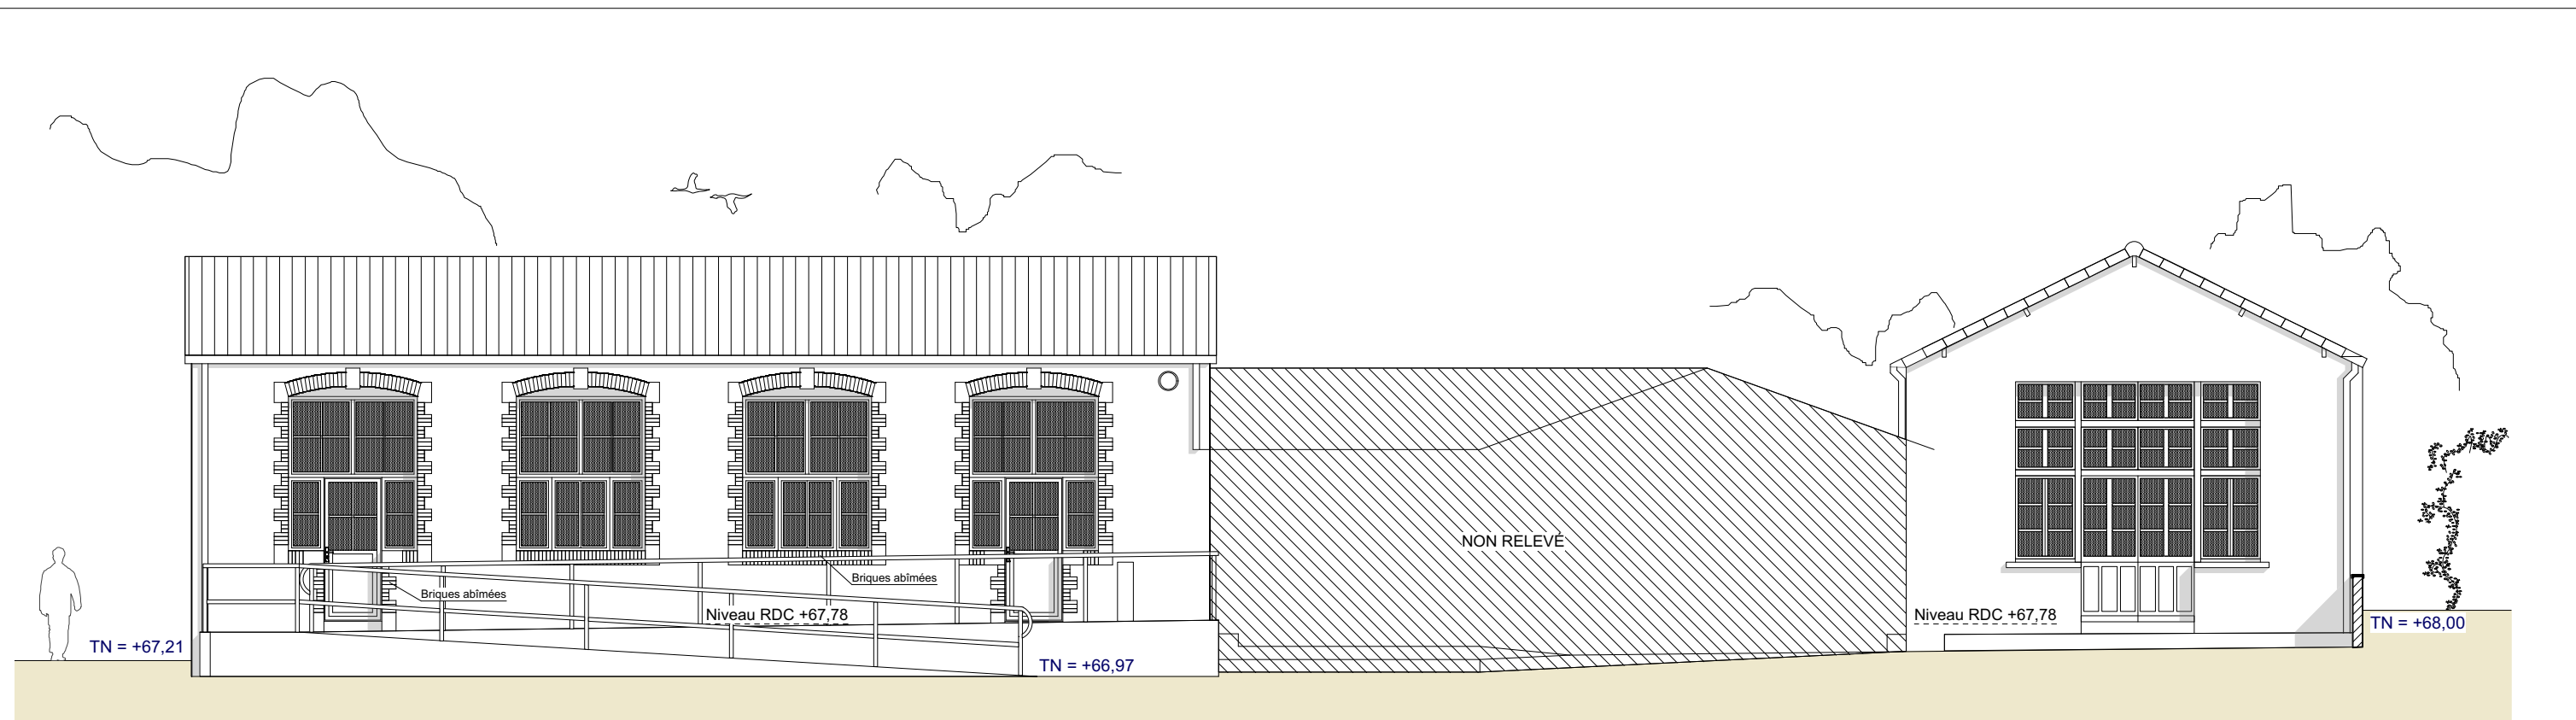 NON RELEVÉ
Briques abîmées
Briques abîmées
Niveau RDC +67,78
Niveau RDC +67,78
TN = +68,00
TN = +67,21
TN = +66,97